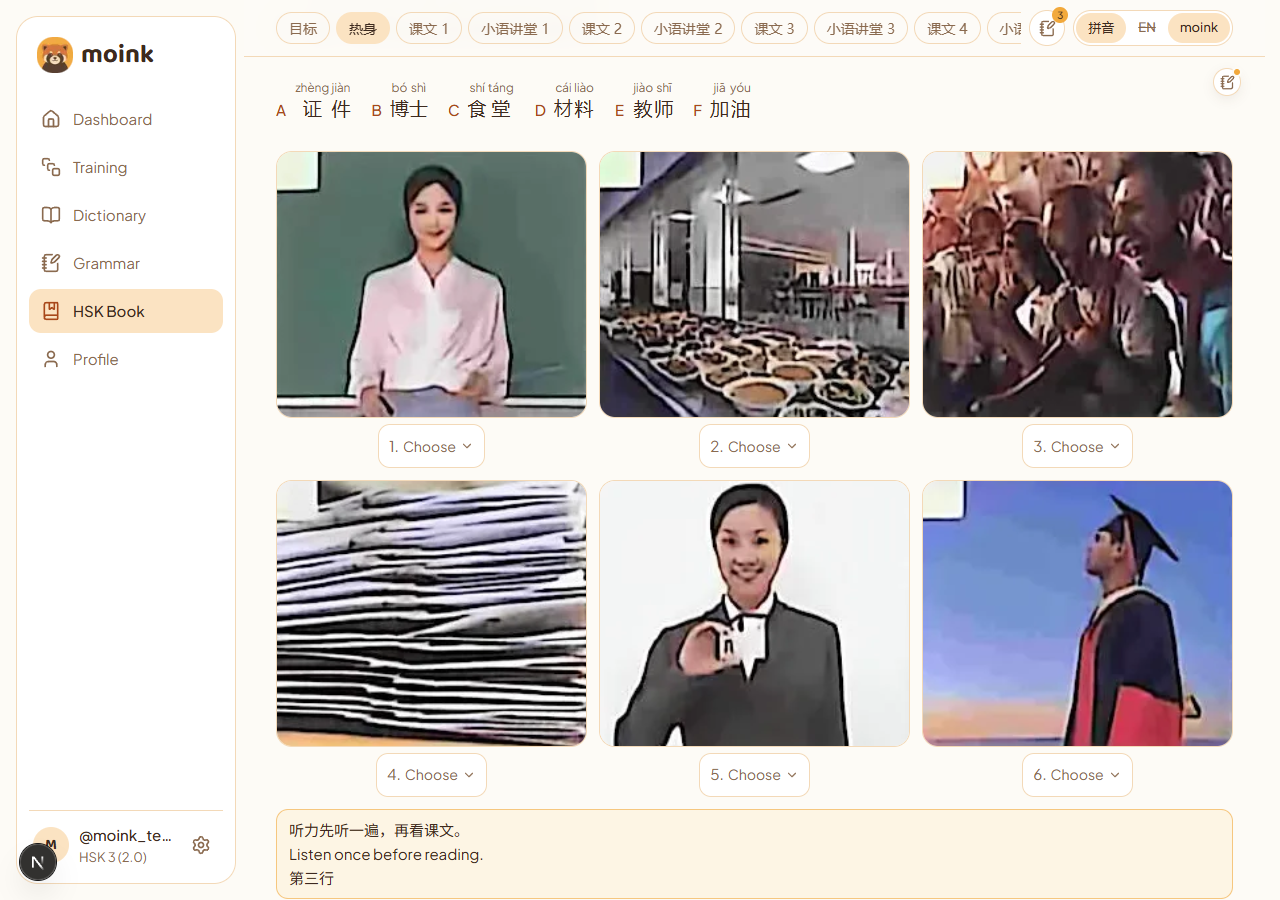 moink
Dashboard
Training
Dictionary
Grammar
HSK Book
Profile
M @moink_te...
HSK 3 (2.0)
N
目标 热身 课文 1 小语讲堂 1 课文 2 小语讲堂 2 课文 3 小语讲堂 3 课文 4 小语 3 拼音 EN moink
zhèng jiàn bó shì shí táng cái liào jiào shī jiā yóu
A 证件 B 博士 C 食堂 D 材料 E 教师 F 加油
1. Choose 2. Choose 3. Choose
4. Choose 5. Choose 6. Choose
听力先听一遍，再看课文。
Listen once before reading.
第三行